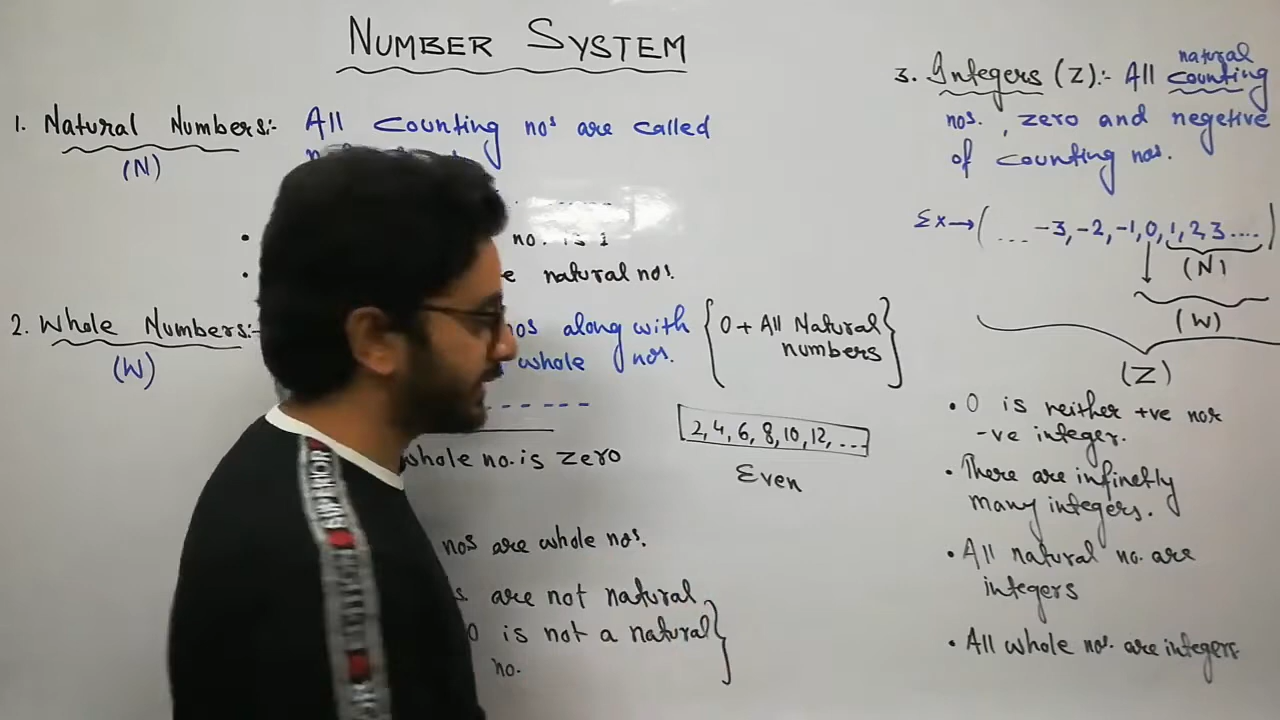 NUMBER SYSTEM
1. Natural Numbers:- All counting nos are called
(N)
no. is 1
natural nos.
2. Whole Numbers:- nos along with
(W) whole nos.
{0 + All Natural
numbers}
whole no. is zero
nos are whole nos.
are not natural
0 is not a natural
no.
2, 4, 6, 8, 10, 12, ...
Even
natural
3. Integers (Z):- All counting
nos. , zero and negetive
of counting nos.
Ex→( ... -3, -2, -1, 0, 1, 2, 3 .... )
(N)
(W)
(Z)
• 0 is neither +ve nor
-ve integer.
• There are infinetly
many integers.
• All natural no. are
integers
• All whole nos. are integers